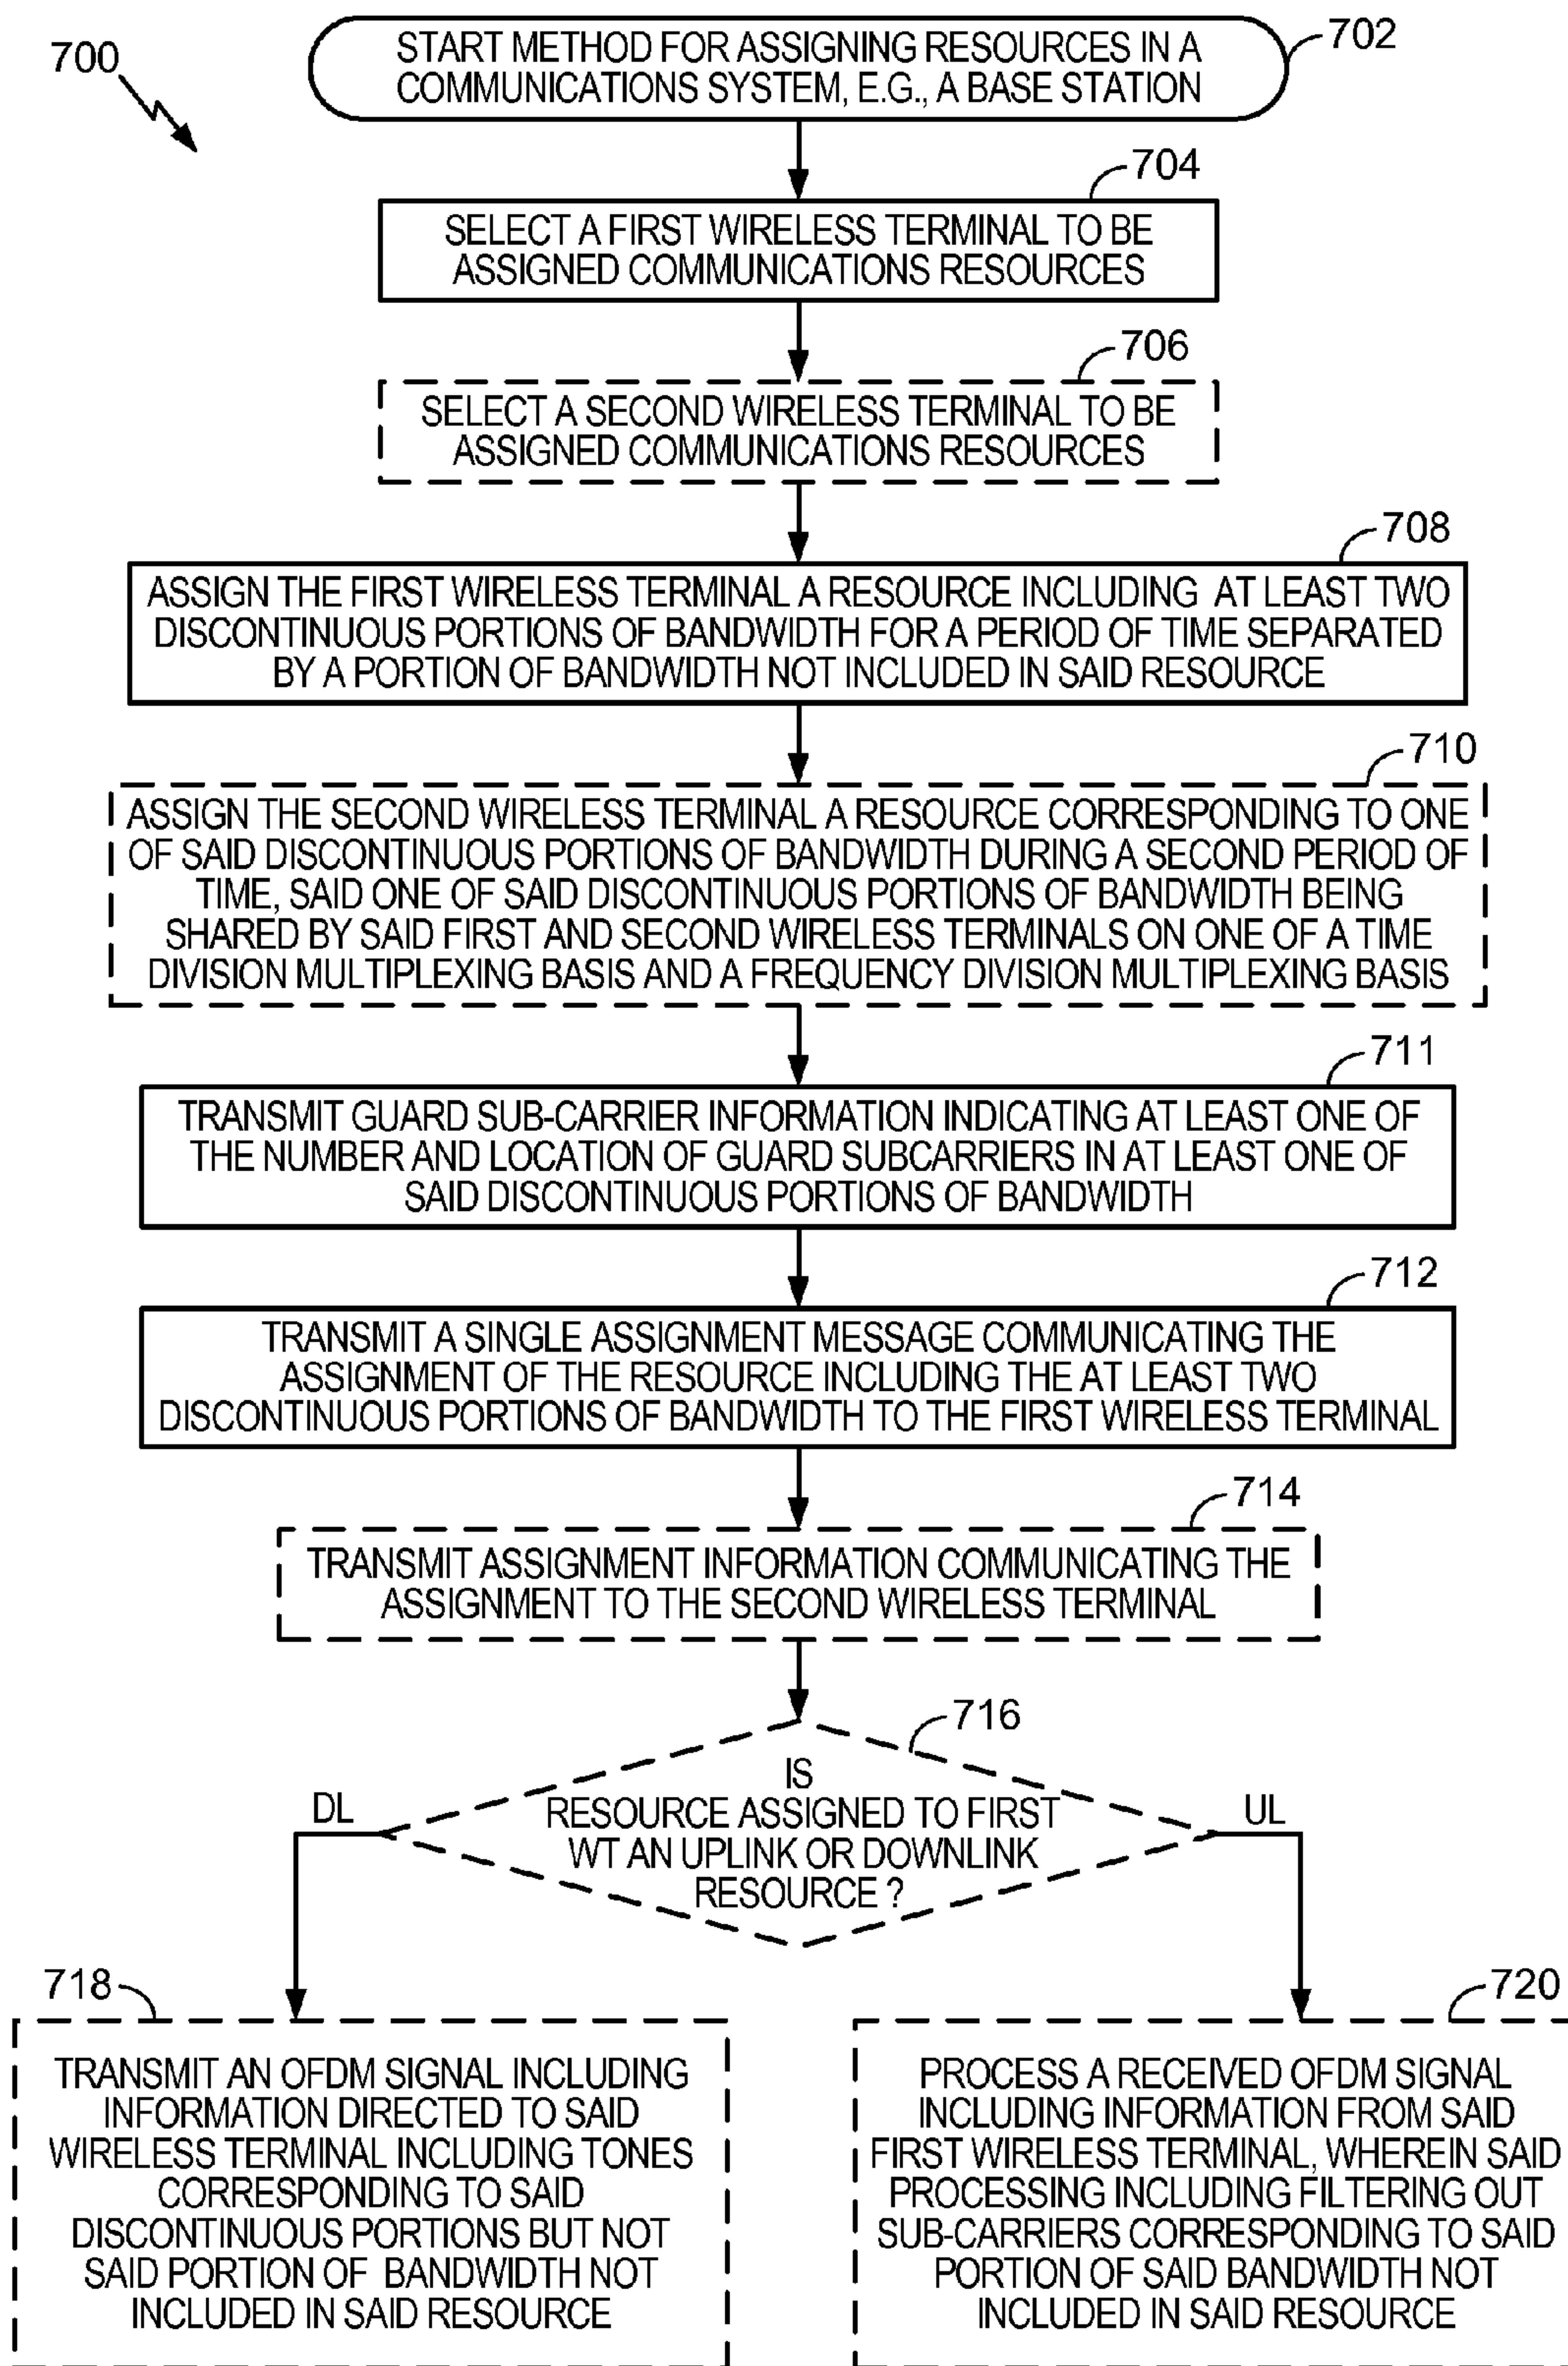 700
702
START METHOD FOR ASSIGNING RESOURCES IN A
COMMUNICATIONS SYSTEM, E.G., A BASE STATION
704
SELECT A FIRST WIRELESS TERMINAL TO BE
ASSIGNED COMMUNICATIONS RESOURCES
706
SELECT A SECOND WIRELESS TERMINAL TO BE
ASSIGNED COMMUNICATIONS RESOURCES
708
ASSIGN THE FIRST WIRELESS TERMINAL A RESOURCE INCLUDING AT LEAST TWO
DISCONTINUOUS PORTIONS OF BANDWIDTH FOR A PERIOD OF TIME SEPARATED
BY A PORTION OF BANDWIDTH NOT INCLUDED IN SAID RESOURCE
710
ASSIGN THE SECOND WIRELESS TERMINAL A RESOURCE CORRESPONDING TO ONE
OF SAID DISCONTINUOUS PORTIONS OF BANDWIDTH DURING A SECOND PERIOD OF
TIME, SAID ONE OF SAID DISCONTINUOUS PORTIONS OF BANDWIDTH BEING
SHARED BY SAID FIRST AND SECOND WIRELESS TERMINALS ON ONE OF A TIME
DIVISION MULTIPLEXING BASIS AND A FREQUENCY DIVISION MULTIPLEXING BASIS
711
TRANSMIT GUARD SUB-CARRIER INFORMATION INDICATING AT LEAST ONE OF
THE NUMBER AND LOCATION OF GUARD SUBCARRIERS IN AT LEAST ONE OF
SAID DISCONTINUOUS PORTIONS OF BANDWIDTH
712
TRANSMIT A SINGLE ASSIGNMENT MESSAGE COMMUNICATING THE
ASSIGNMENT OF THE RESOURCE INCLUDING THE AT LEAST TWO
DISCONTINUOUS PORTIONS OF BANDWIDTH TO THE FIRST WIRELESS TERMINAL
714
TRANSMIT ASSIGNMENT INFORMATION COMMUNICATING THE
ASSIGNMENT TO THE SECOND WIRELESS TERMINAL
716
IS
RESOURCE ASSIGNED TO FIRST
WT AN UPLINK OR DOWNLINK
RESOURCE ?
DL
UL
718
TRANSMIT AN OFDM SIGNAL INCLUDING
INFORMATION DIRECTED TO SAID
WIRELESS TERMINAL INCLUDING TONES
CORRESPONDING TO SAID
DISCONTINUOUS PORTIONS BUT NOT
SAID PORTION OF BANDWIDTH NOT
INCLUDED IN SAID RESOURCE
720
PROCESS A RECEIVED OFDM SIGNAL
INCLUDING INFORMATION FROM SAID
FIRST WIRELESS TERMINAL, WHEREIN SAID
PROCESSING INCLUDING FILTERING OUT
SUB-CARRIERS CORRESPONDING TO SAID
PORTION OF SAID BANDWIDTH NOT
INCLUDED IN SAID RESOURCE